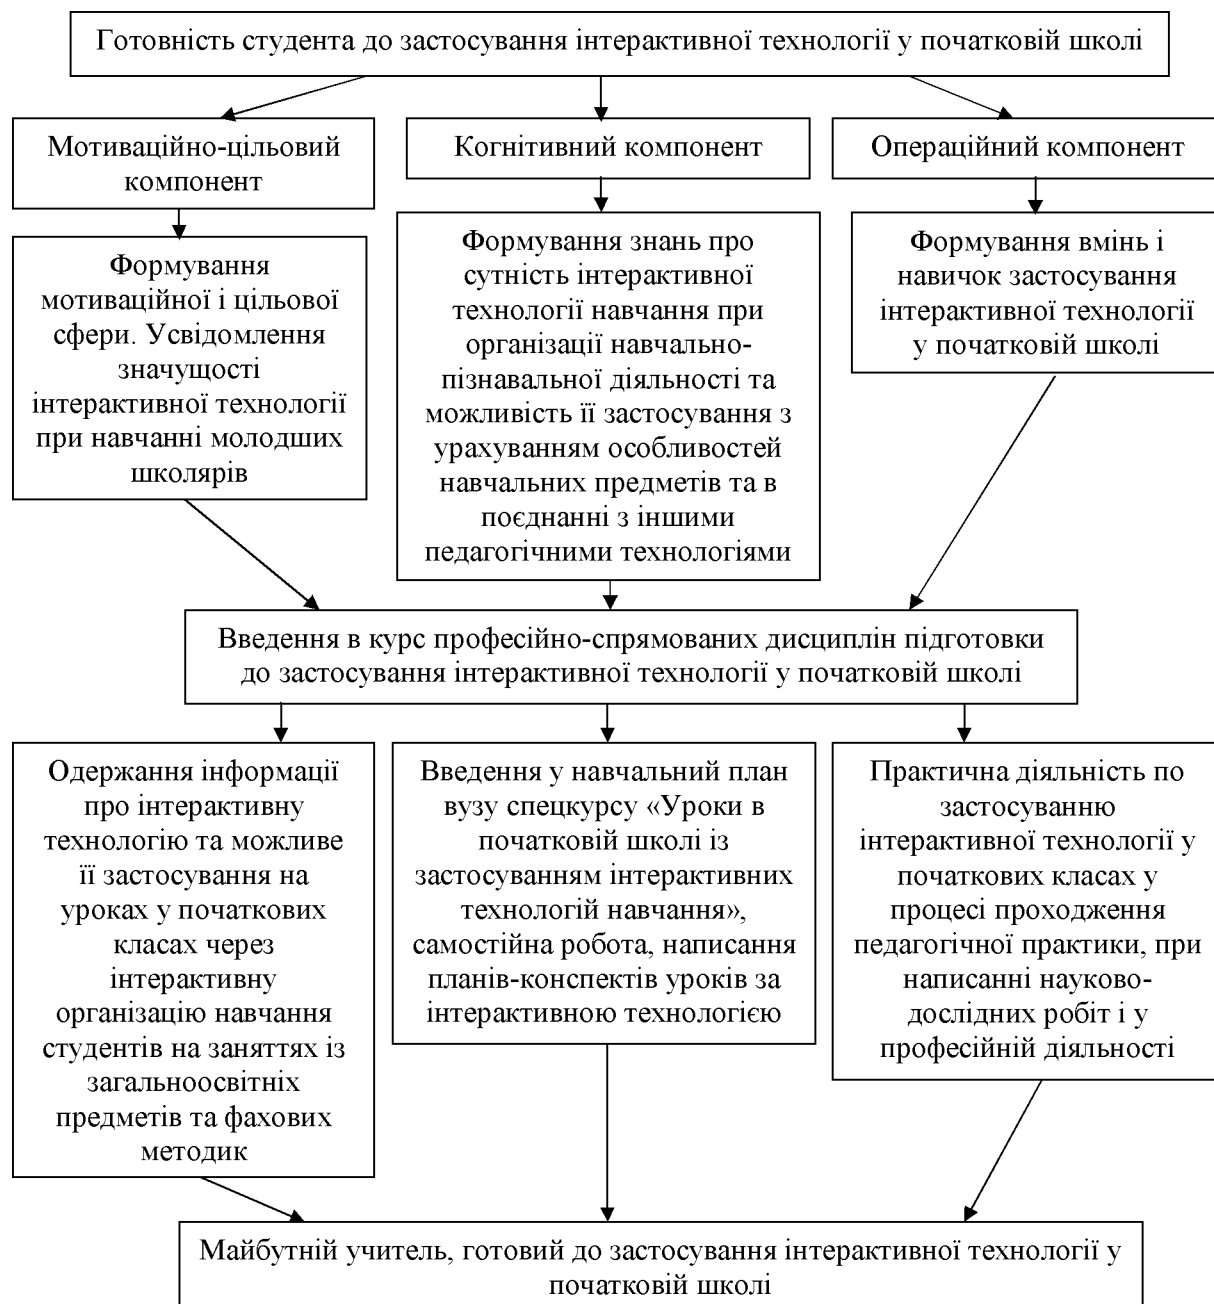 Готовність студента до застосування інтерактивної технології у початковій школі
Мотиваційно-цільовий
компонент
Когнітивний компонент
Операційний компонент
Формування
мотиваційної і цільової
сфери. Усвідомлення
значущості
інтерактивної технології
при навчанні молодших
школярів
Формування знань про
сутність інтерактивної
технології навчання при
організації навчально-
пізнавальної діяльності та
можливість її застосування з
урахуванням особливостей
навчальних предметів та в
поєднанні з іншими
педагогічними технологіями
Формування вмінь і
навичок застосування
інтерактивної технології
у початковій школі
Введення в курс професійно-спрямованих дисциплін підготовки
до застосування інтерактивної технології у початковій школі
Одержання інформації
про інтерактивну
технологію та можливе
її застосування на
уроках у початкових
класах через
інтерактивну
організацію навчання
студентів на заняттях із
загальноосвітніх
предметів та фахових
методик
Введення у навчальний план
вузу спецкурсу «Уроки в
початковій школі із
застосуванням інтерактивних
технологій навчання»,
самостійна робота, написання
планів-конспектів уроків за
інтерактивною технологією
Практична діяльність по
застосуванню
інтерактивної технології у
початкових класах у
процесі проходження
педагогічної практики, при
написанні науково-
дослідних робіт і у
професійній діяльності
Майбутній учитель, готовий до застосування інтерактивної технології у
початковій школі